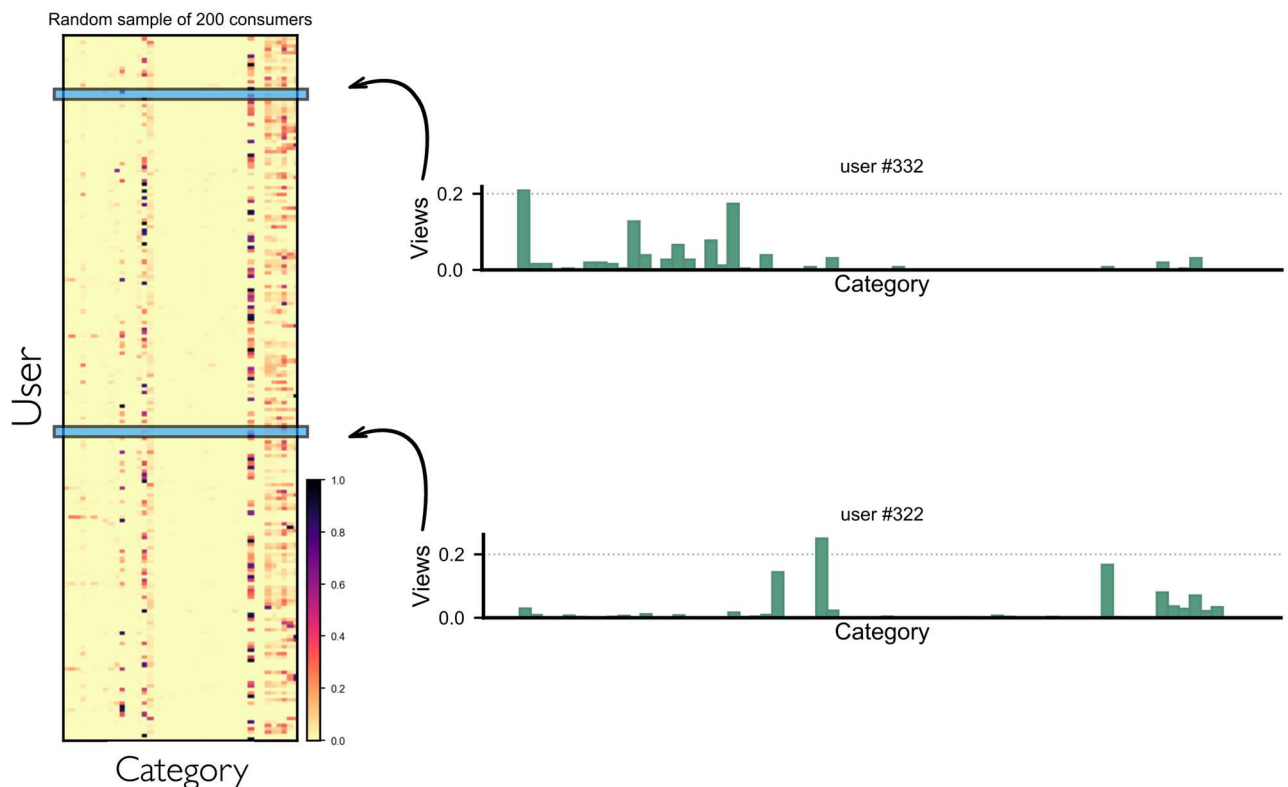 Random sample of 200 consumers
User
Category
1.0
0.8
0.6
0.4
0.2
0.0
user #332
Views
0.2
0.0
Category
user #322
Views
0.2
0.0
Category